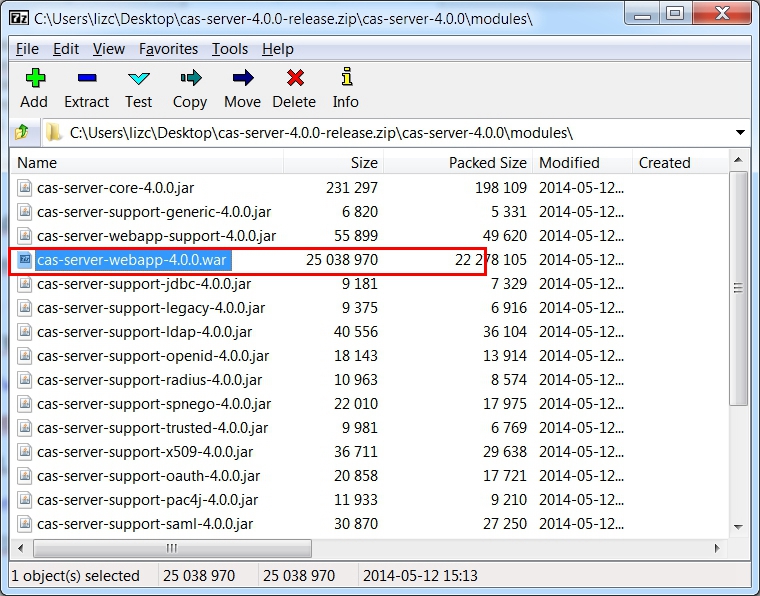 C:\Users\lizc\Desktop\cas-server-4.0.0-release.zip\cas-server-4.0.0\modules\
File Edit View Favorites Tools Help
Add Extract Test Copy Move Delete Info
C:\Users\lizc\Desktop\cas-server-4.0.0-release.zip\cas-server-4.0.0\modules\
Name Size Packed Size Modified Created
cas-server-core-4.0.0.jar 231 297 198 109 2014-05-12...
cas-server-support-generic-4.0.0.jar 6 820 5 331 2014-05-12...
cas-server-webapp-support-4.0.0.jar 55 899 49 620 2014-05-12...
cas-server-webapp-4.0.0.war 25 038 970 22 278 105 2014-05-12...
cas-server-support-jdbc-4.0.0.jar 9 181 7 329 2014-05-12...
cas-server-support-legacy-4.0.0.jar 9 375 6 916 2014-05-12...
cas-server-support-ldap-4.0.0.jar 40 556 36 104 2014-05-12...
cas-server-support-openid-4.0.0.jar 18 143 13 914 2014-05-12...
cas-server-support-radius-4.0.0.jar 10 963 8 574 2014-05-12...
cas-server-support-spnego-4.0.0.jar 22 010 17 975 2014-05-12...
cas-server-support-trusted-4.0.0.jar 9 981 6 769 2014-05-12...
cas-server-support-x509-4.0.0.jar 36 711 29 638 2014-05-12...
cas-server-support-oauth-4.0.0.jar 20 858 17 721 2014-05-12...
cas-server-support-pac4j-4.0.0.jar 11 933 9 210 2014-05-12...
cas-server-support-saml-4.0.0.jar 30 870 27 250 2014-05-12...
1 object(s) selected 25 038 970 25 038 970 2014-05-12 15:13